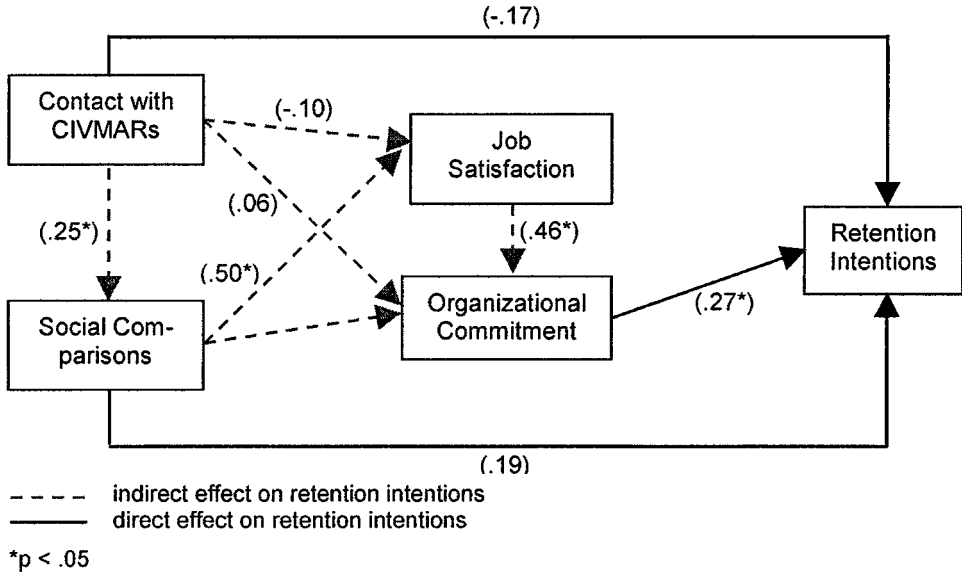 (-.17)
Contact with
CIVMARs
(-.10)
Job
Satisfaction
(.06)
(.25*)
(.46*)
Retention
Intentions
(.50*)
Organizational
Commitment
(.27*)
Social Com-
parisons
(.19)
indirect effect on retention intentions
direct effect on retention intentions
*p < .05